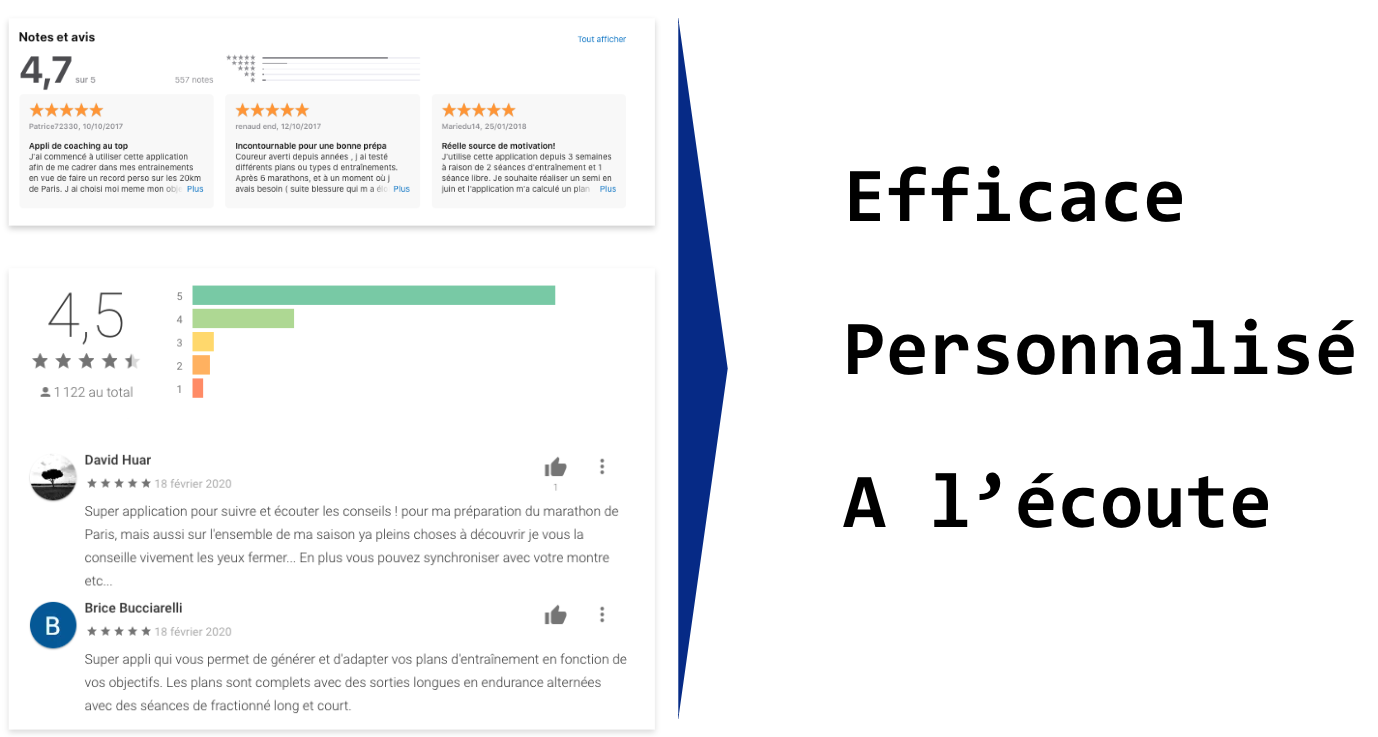 Notes et avis
Tout afficher
4,7 sur 5
557 notes
★★★★★
★★★★
★★★
★★
★
★★★★★
Patrice72330, 10/10/2017
Appli de coaching au top
J'ai commencé à utiliser cette application
afin de me cadrer dans mes entrainements
en vue de faire un record perso sur les 20km
de Paris. J ai choisi moi meme mon Plus
★★★★★
renaud end, 12/10/2017
Incontournable pour une bonne prépa
Coureur averti depuis années , j ai testé
différents plans ou types d entraînements.
Après 6 marathons, et à un moment où j
avais besoin ( suite blessure qui m a Plus
★★★★★
Mariedu14, 25/01/2018
Réelle source de motivation!
J'utilise cette application depuis 3 semaines
à raison de 2 séances d'entraînement et 1
séance libre. Je souhaite réaliser un semi en
juin et l'application m'a calculé un plan Plus
4,5
1 122 au total
5
4
3
2
1
David Huar
★★★★★ 18 février 2020
1
Super application pour suivre et écouter les conseils ! pour ma préparation du marathon de
Paris, mais aussi sur l'ensemble de ma saison ya pleins choses à découvrir je vous la
conseille vivement les yeux fermer... En plus vous pouvez synchroniser avec votre montre
etc...
B
Brice Bucciarelli
★★★★★ 18 février 2020
Super appli qui vous permet de générer et d'adapter vos plans d'entraînement en fonction de
vos objectifs. Les plans sont complets avec des sorties longues en endurance alternées
avec des séances de fractionné long et court.
Efficace
Personnalisé
A l’écoute